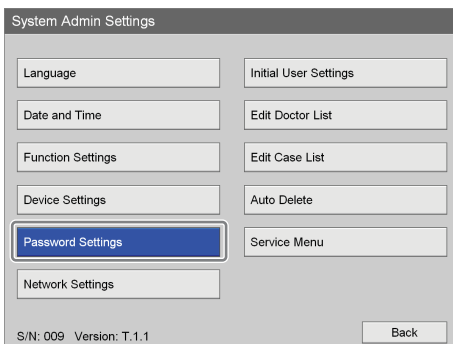 System Admin Settings
Language
Initial User Settings
Date and Time
Edit Doctor List
Function Settings
Edit Case List
Device Settings
Auto Delete
Password Settings
Service Menu
Network Settings
S/N: 009 Version: T.1.1
Back